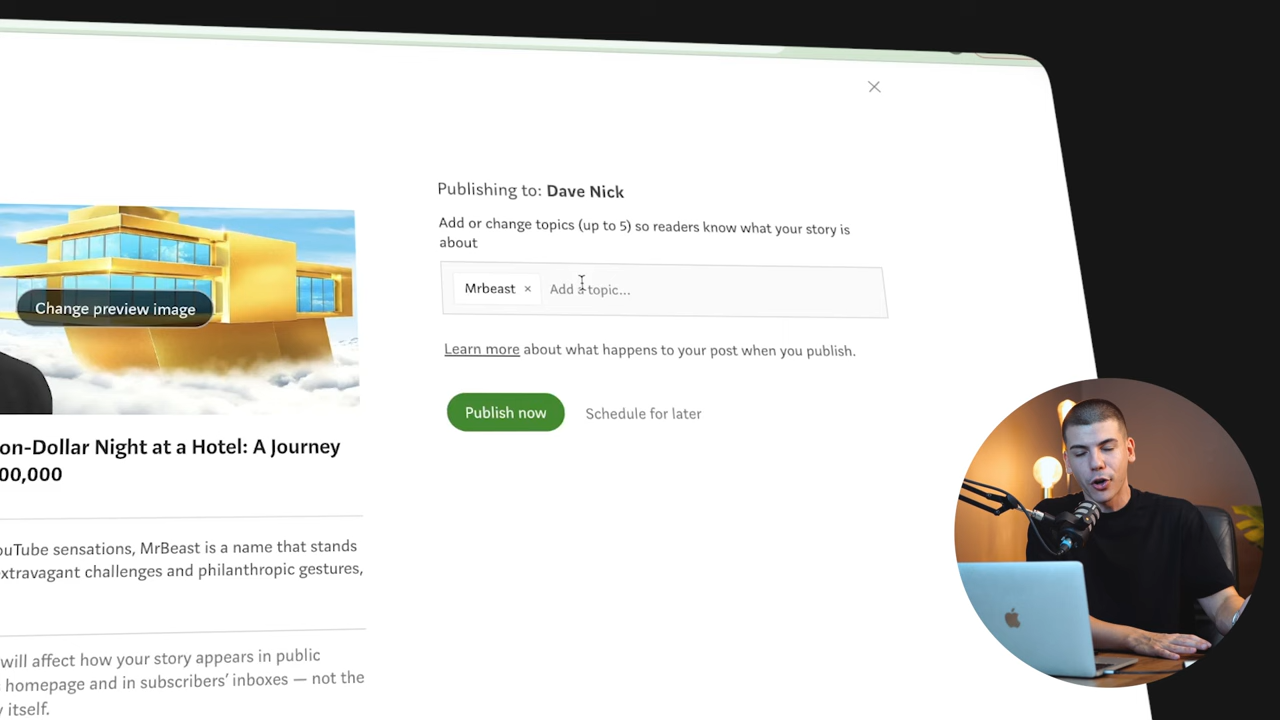 Publishing to: Dave Nick
Add or change topics (up to 5) so readers know what your story is
about
Mrbeast ×
Add a topic...
Learn more about what happens to your post when you publish.
Publish now
Schedule for later
Change preview image
on-Dollar Night at a Hotel: A Journey
00,000
ouTube sensations, MrBeast is a name that stands
xtravagant challenges and philanthropic gestures,
will affect how your story appears in public
homepage and in subscribers' inboxes — not the
itself.